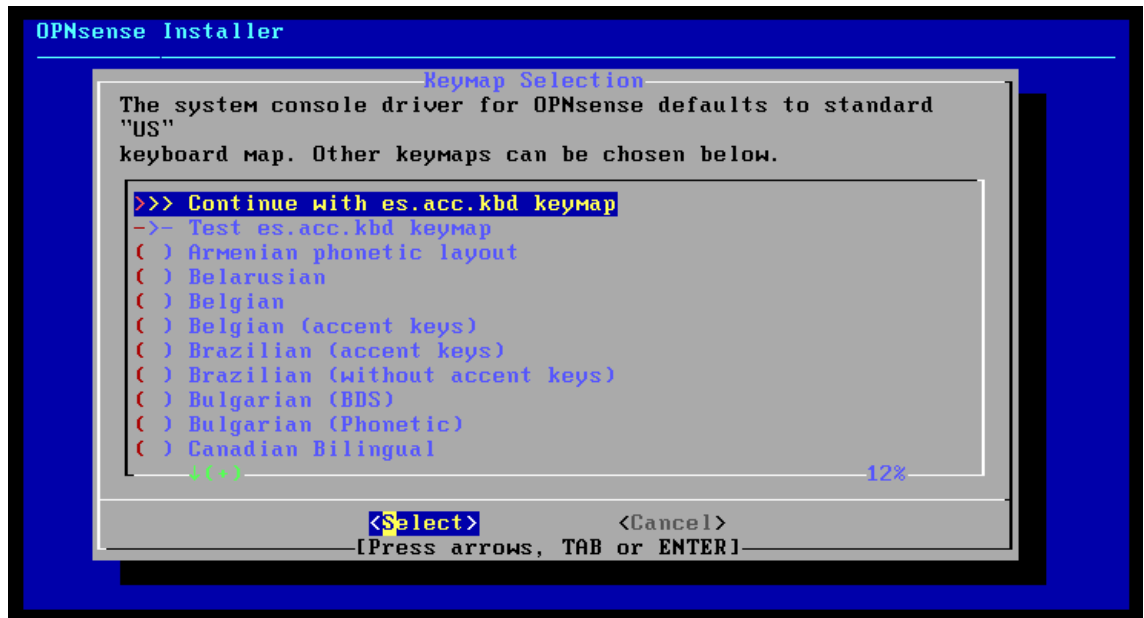 OPNsense Installer
Keymap Selection
The system console driver for OPNsense defaults to standard
"US"
keyboard map. Other keymaps can be chosen below.
>>> Continue with es.acc.kbd keymap
->- Test es.acc.kbd keymap
( ) Armenian phonetic layout
( ) Belarusian
( ) Belgian
( ) Belgian (accent keys)
( ) Brazilian (accent keys)
( ) Brazilian (without accent keys)
( ) Bulgarian (BDS)
( ) Bulgarian (Phonetic)
( ) Canadian Bilingual
↓(+) 12%
<Select> <Cancel>
[Press arrows, TAB or ENTER]